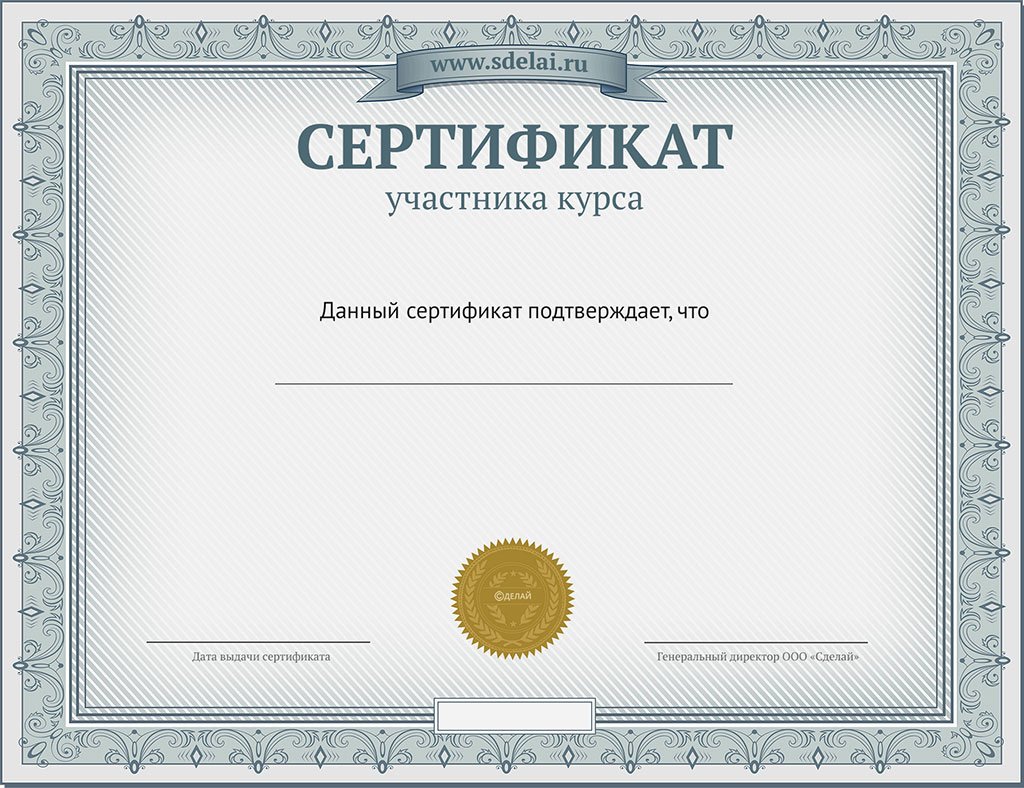 www.sdelai.ru
СЕРТИФИКАТ
участника курса
Данный сертификат подтверждает, что
©ДЕЛАЙ
Дата выдачи сертификата
Генеральный директор ООО «Сделай»